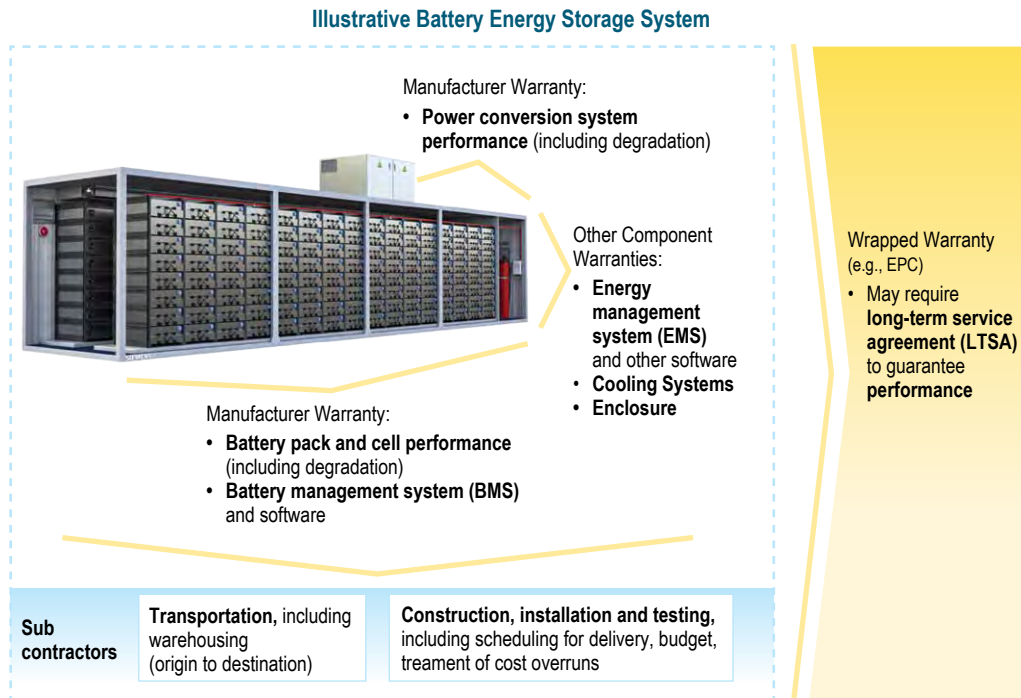 Illustrative Battery Energy Storage System
Manufacturer Warranty:
• Power conversion system
performance (including degradation)
Other Component
Warranties:
• Energy
management
system (EMS)
and other software
• Cooling Systems
• Enclosure
Manufacturer Warranty:
• Battery pack and cell performance
(including degradation)
• Battery management system (BMS)
and software
Wrapped Warranty
(e.g., EPC)
• May require
long-term service
agreement (LTSA)
to guarantee
performance
Sub
contractors
Transportation, including
warehousing
(origin to destination)
Construction, installation and testing,
including scheduling for delivery, budget,
treament of cost overruns